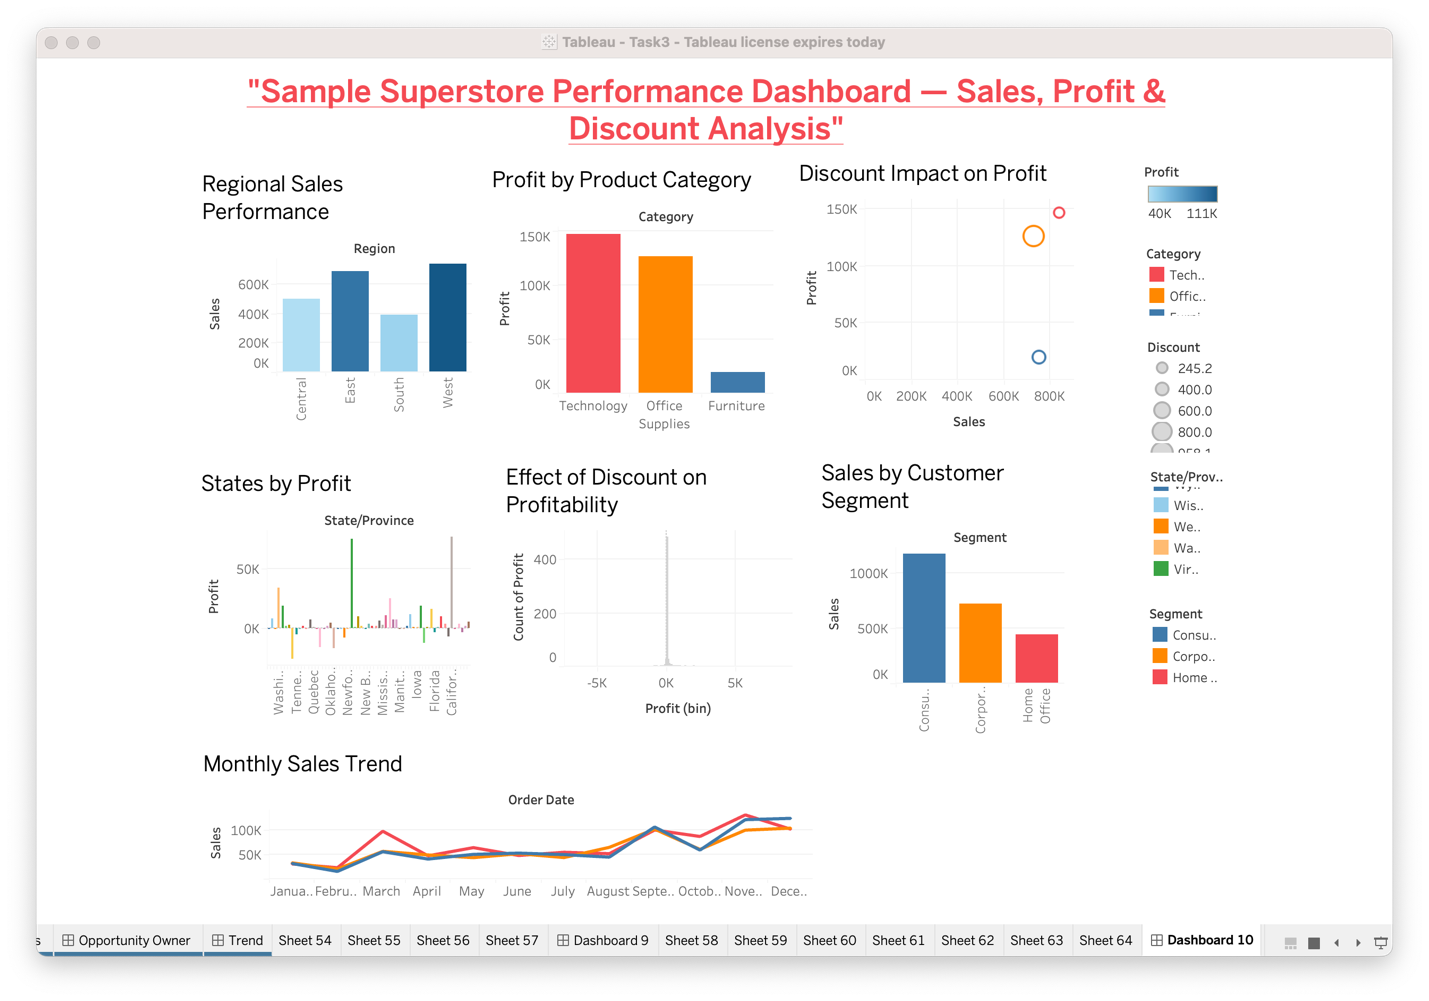 Tableau - Task3 - Tableau license expires today
"Sample Superstore Performance Dashboard — Sales, Profit &
Discount Analysis"
Regional Sales
Performance
Region
Sales
600K
400K
200K
0K
Central
East
South
West
Profit by Product Category
Category
Profit
150K
100K
50K
0K
Technology
Office
Supplies
Furniture
Discount Impact on Profit
Profit
150K
100K
50K
0K
0K 200K 400K 600K 800K
Sales
Profit
40K 111K
Category
Tech..
Offic..
Discount
245.2
400.0
600.0
800.0
State/Prov..
Wis..
We..
Wa..
Vir..
Segment
Consu..
Corpo..
Home ..
States by Profit
State/Province
Profit
50K
0K
Washi..
Tenne..
Quebec
Oklaho..
Newfo..
New B..
Missis..
Manit..
Iowa
Florida
Califor..
Effect of Discount on
Profitability
Count of Profit
400
200
0
-5K 0K 5K
Profit (bin)
Sales by Customer
Segment
Segment
Sales
1000K
500K
0K
Consu..
Corpor..
Home
Office
Monthly Sales Trend
Order Date
Sales
100K
50K
Janua.. Febru.. March April May June July August Septe.. Octob.. Nove.. Dece..
s Opportunity Owner Trend Sheet 54 Sheet 55 Sheet 56 Sheet 57 Dashboard 9 Sheet 58 Sheet 59 Sheet 60 Sheet 61 Sheet 62 Sheet 63 Sheet 64 Dashboard 10